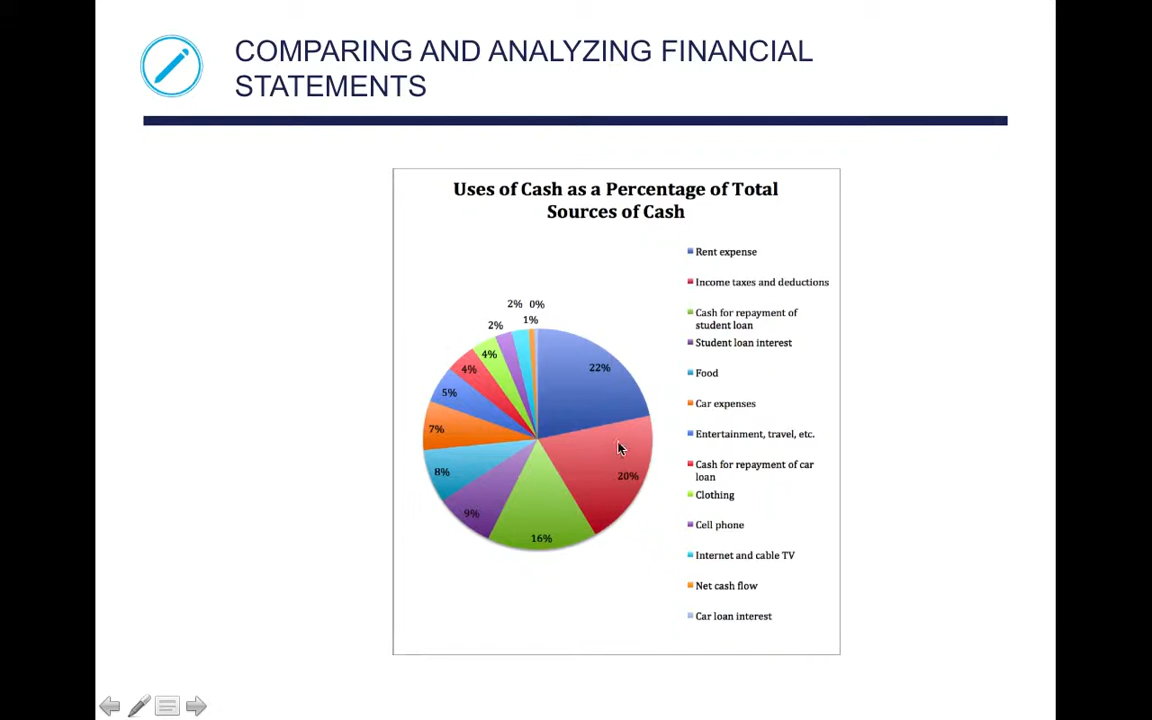 COMPARING AND ANALYZING FINANCIAL
STATEMENTS
Uses of Cash as a Percentage of Total
Sources of Cash
Rent expense
Income taxes and deductions
Cash for repayment of
student loan
Student loan interest
Food
Car expenses
Entertainment, travel, etc.
Cash for repayment of car
loan
Clothing
Cell phone
Internet and cable TV
Net cash flow
Car loan interest
2% 0%
2% 1%
22%
4%
4%
5%
7%
8%
20%
9%
16%